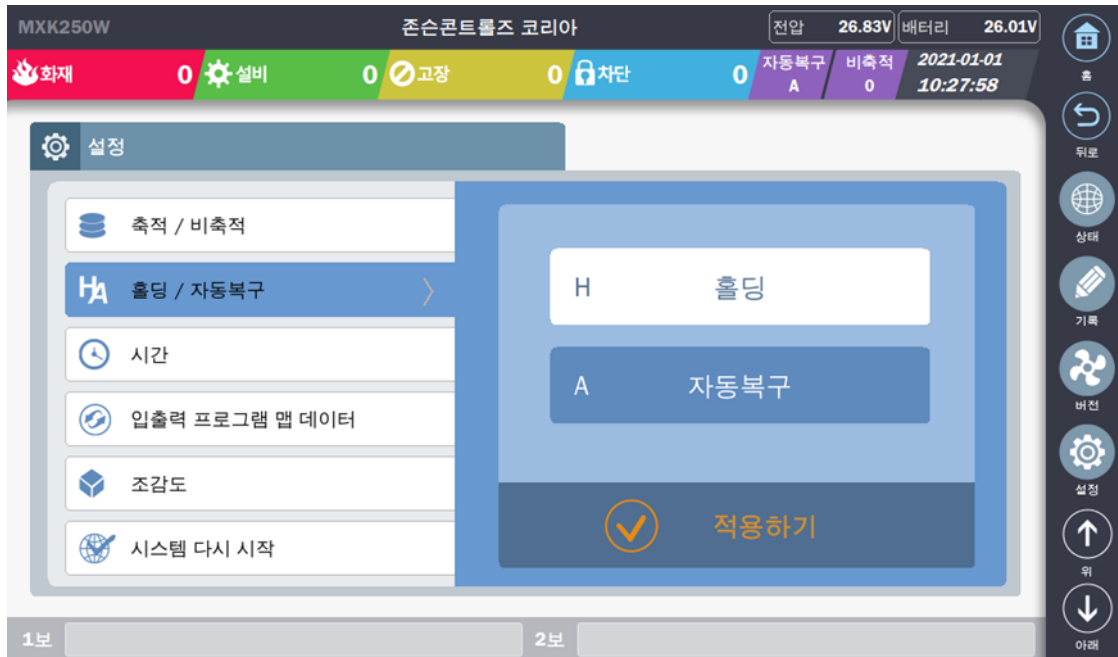 MXK250W
존슨콘트롤즈 코리아
전압 26.83V 배터리 26.01V
화재 0 설비 0 고장 0 차단 0
자동복구 A
비축적 0
2021-01-01
10:27:58
설정
축적 / 비축적
HA 홀딩 / 자동복구
시간
입출력 프로그램 맵 데이터
조감도
시스템 다시 시작
H 홀딩
A 자동복구
적용하기
1보
2보
홈
뒤로
상태
기록
버전
설정
위
아래